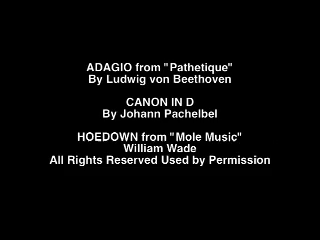 ADAGIO from "Pathetique"
By Ludwig von Beethoven
CANON IN D
By Johann Pachelbel
HOEDOWN from "Mole Music"
William Wade
All Rights Reserved Used by Permission